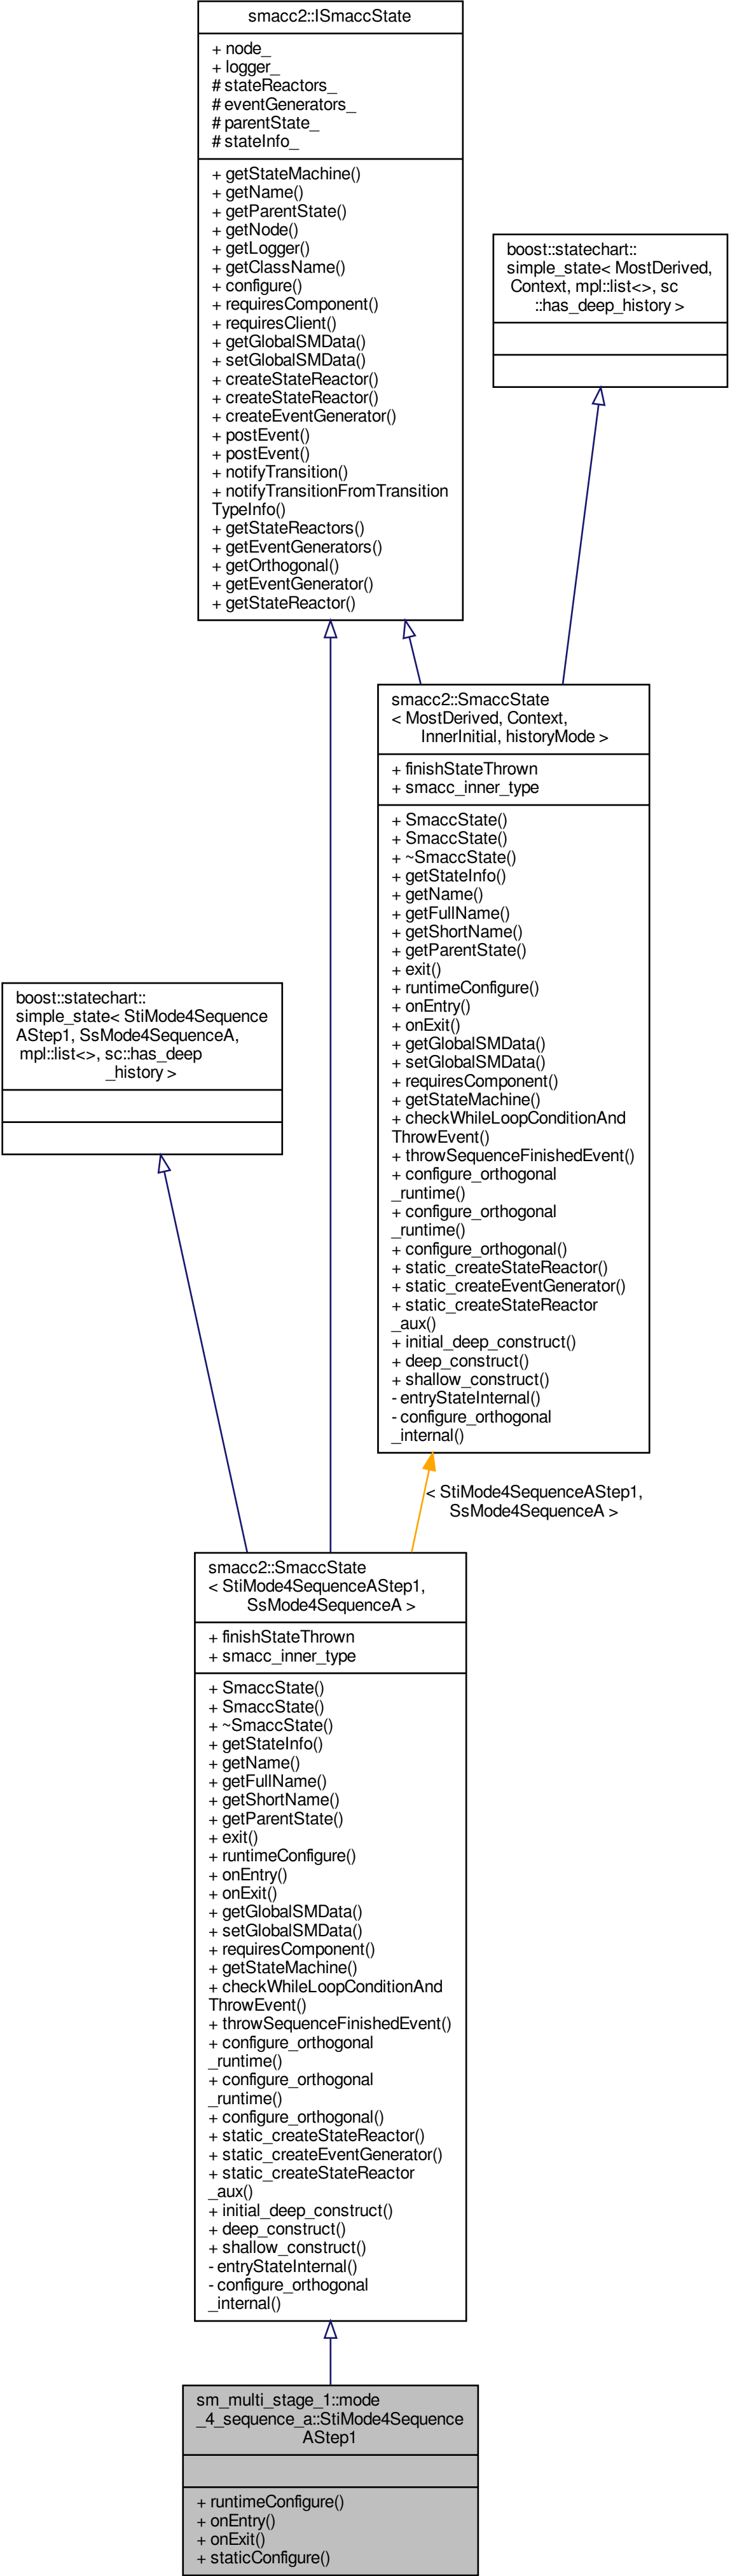 smacc2::ISmaccState
+ node_
+ logger_
# stateReactors_
# eventGenerators_
# parentState_
# stateInfo_
+ getStateMachine()
+ getName()
+ getParentState()
+ getNode()
+ getLogger()
+ getClassName()
+ configure()
+ requiresComponent()
+ requiresClient()
+ getGlobalSMData()
+ setGlobalSMData()
+ createStateReactor()
+ createStateReactor()
+ createEventGenerator()
+ postEvent()
+ postEvent()
+ notifyTransition()
+ notifyTransitionFromTransition
TypeInfo()
+ getStateReactors()
+ getEventGenerators()
+ getOrthogonal()
+ getEventGenerator()
+ getStateReactor()
boost::statechart::
simple_state< MostDerived,
Context, mpl::list<>, sc
::has_deep_history >
smacc2::SmaccState
< MostDerived, Context,
InnerInitial, historyMode >
+ finishStateThrown
+ smacc_inner_type
+ SmaccState()
+ SmaccState()
+ ~SmaccState()
+ getStateInfo()
+ getName()
+ getFullName()
+ getShortName()
+ getParentState()
+ exit()
+ runtimeConfigure()
+ onEntry()
+ onExit()
+ getGlobalSMData()
+ setGlobalSMData()
+ requiresComponent()
+ getStateMachine()
+ checkWhileLoopConditionAnd
ThrowEvent()
+ throwSequenceFinishedEvent()
+ configure_orthogonal
_runtime()
+ configure_orthogonal
_runtime()
+ configure_orthogonal()
+ static_createStateReactor()
+ static_createEventGenerator()
+ static_createStateReactor
_aux()
+ initial_deep_construct()
+ deep_construct()
+ shallow_construct()
- entryStateInternal()
- configure_orthogonal
_internal()
boost::statechart::
simple_state< StiMode4Sequence
AStep1, SsMode4SequenceA,
mpl::list<>, sc::has_deep
_history >
< StiMode4SequenceAStep1,
SsMode4SequenceA >
smacc2::SmaccState
< StiMode4SequenceAStep1,
SsMode4SequenceA >
+ finishStateThrown
+ smacc_inner_type
+ SmaccState()
+ SmaccState()
+ ~SmaccState()
+ getStateInfo()
+ getName()
+ getFullName()
+ getShortName()
+ getParentState()
+ exit()
+ runtimeConfigure()
+ onEntry()
+ onExit()
+ getGlobalSMData()
+ setGlobalSMData()
+ requiresComponent()
+ getStateMachine()
+ checkWhileLoopConditionAnd
ThrowEvent()
+ throwSequenceFinishedEvent()
+ configure_orthogonal
_runtime()
+ configure_orthogonal
_runtime()
+ configure_orthogonal()
+ static_createStateReactor()
+ static_createEventGenerator()
+ static_createStateReactor
_aux()
+ initial_deep_construct()
+ deep_construct()
+ shallow_construct()
- entryStateInternal()
- configure_orthogonal
_internal()
sm_multi_stage_1::mode
_4_sequence_a::StiMode4Sequence
AStep1
+ runtimeConfigure()
+ onEntry()
+ onExit()
+ staticConfigure()